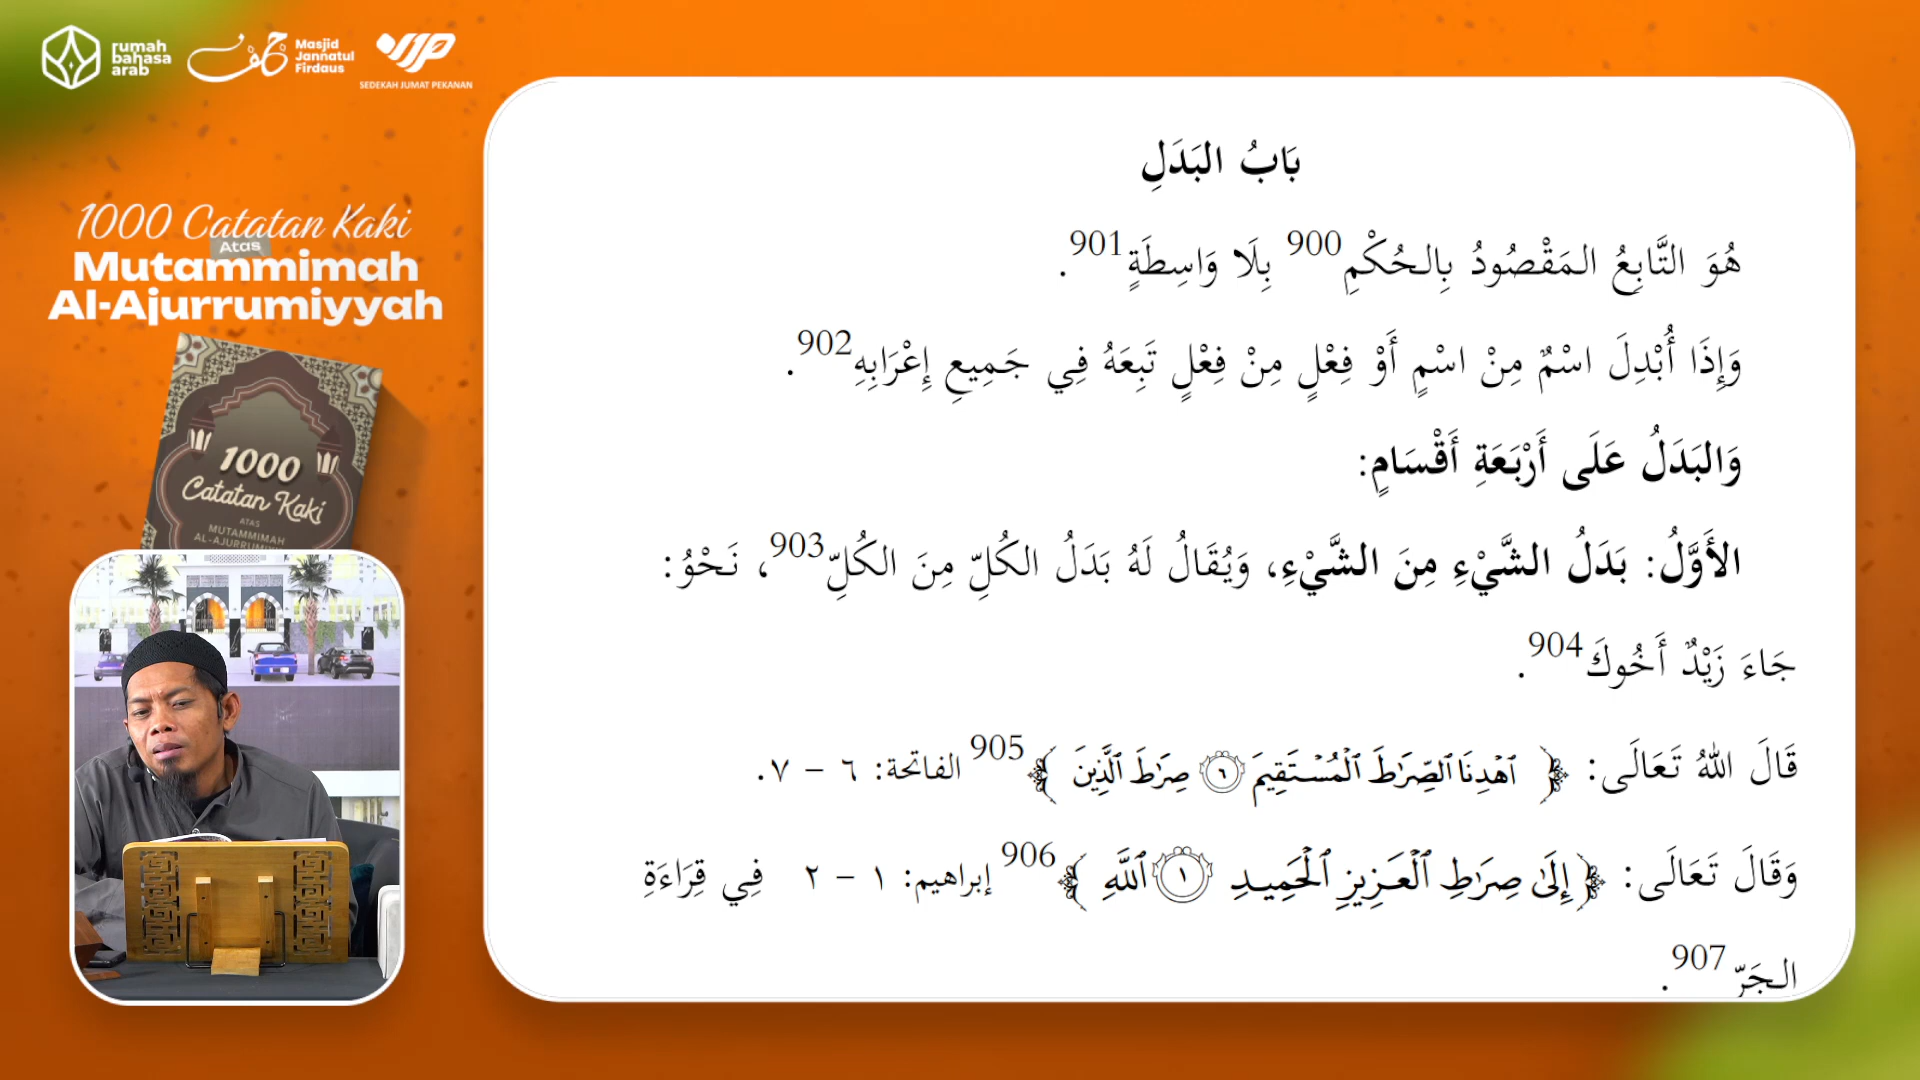 rumah
bahasa
arab
Masjid
Jannatul
Firdaus
SEDEKAH JUMAT PEKANAN
1000 Catatan Kaki
Atas
Mutammimah
Al-Ajurrumiyyah
1000
Catatan Kaki
ATAS
MUTAMMIMAH
بَابُ البَدَلِ
هُوَ التَّابِعُ المَقْصُودُ بِالحُكْمِ900 بِلَا وَاسِطَةٍ901.
وَإِذَا أُبْدِلَ اسْمٌ مِنْ اسْمٍ أَوْ فِعْلٍ مِنْ فِعْلٍ تَبِعَهُ فِي جَمِيعِ إِعْرَابِهِ902.
وَالبَدَلُ عَلَى أَرْبَعَةِ أَقْسَامٍ:
الأَوَّلُ: بَدَلُ الشَّيْءِ مِنَ الشَّيْءِ، وَيُقَالُ لَهُ بَدَلُ الكُلِّ مِنَ الكُلِّ903، نَحْوُ:
جَاءَ زَيْدٌ أَخُوكَ904.
قَالَ اللهُ تَعَالَى: ﴿ ٱهْدِنَا ٱلصِّرَٰطَ ٱلْمُسْتَقِيمَ ٦ صِرَٰطَ ٱلَّذِينَ ﴾905 الفاتحة: ٦ – ٧.
وَقَالَ تَعَالَى: ﴿ إِلَىٰ صِرَٰطِ ٱلْعَزِيزِ ٱلْحَمِيدِ ١ ٱللَّهِ ﴾906 إبراهيم: ١ – ٢ فِي قِرَاءَةِ
الجَرِّ907.